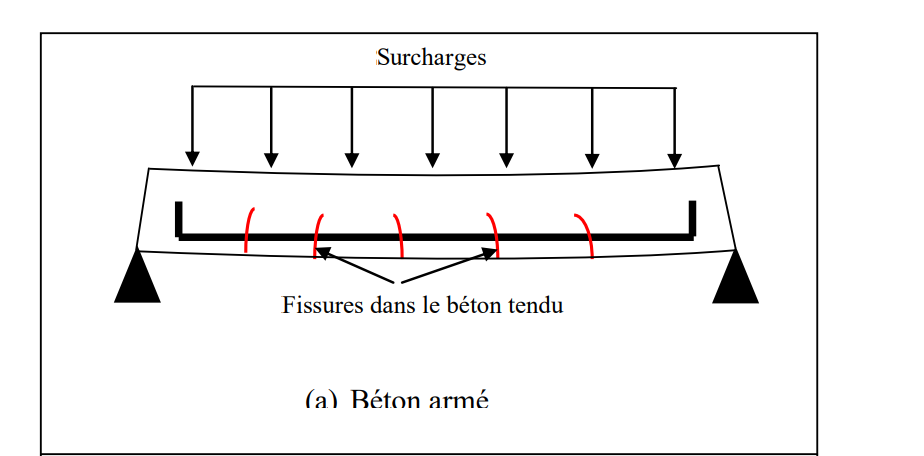 Surcharges
Fissures dans le béton tendu
(a) Béton armé